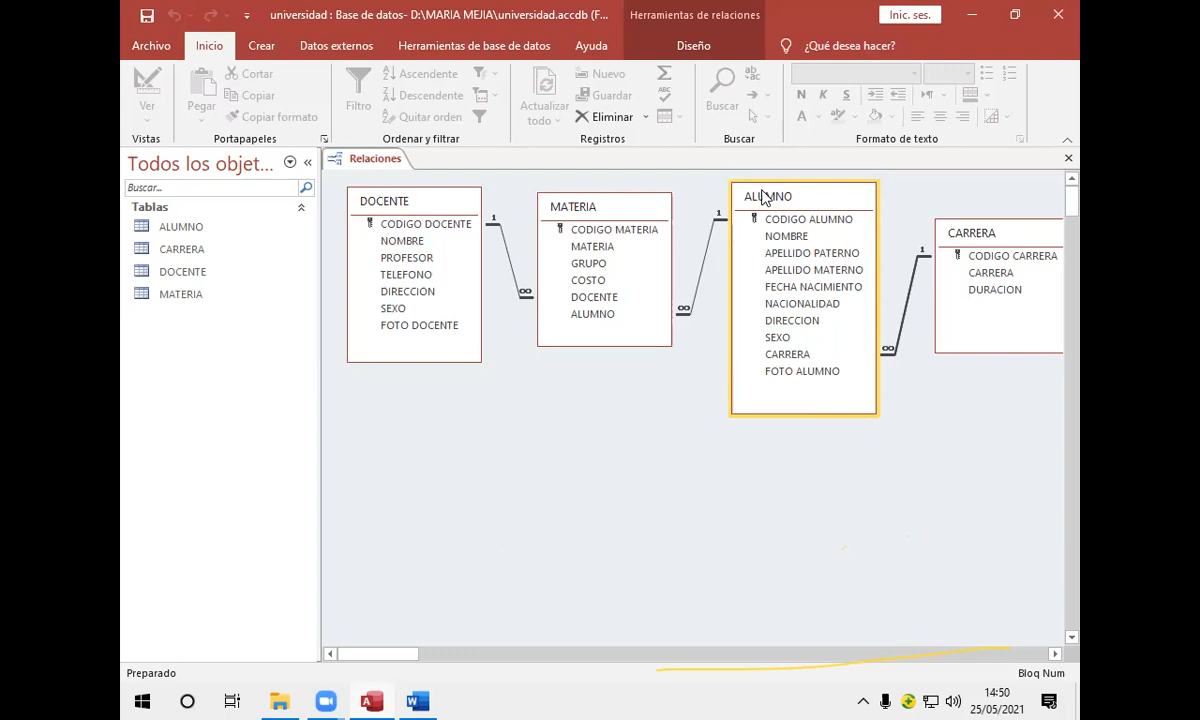 universidad : Base de datos- D:\MARIA MEJIA\universidad.accdb (F...
Herramientas de relaciones
Inic. ses.
Archivo Inicio Crear Datos externos Herramientas de base de datos Ayuda Diseño ¿Qué desea hacer?
Ver
Pegar
Cortar
Copiar
Copiar formato
Filtro
Ascendente
Descendente
Quitar orden
Actualizar
todo
Nuevo
Guardar
Eliminar
Buscar
N K S
A
Vistas Portapapeles Ordenar y filtrar Registros Buscar Formato de texto
Todos los objet...
Buscar...
Tablas
ALUMNO
CARRERA
DOCENTE
MATERIA
Relaciones
DOCENTE
CODIGO DOCENTE
NOMBRE
PROFESOR
TELEFONO
DIRECCION
SEXO
FOTO DOCENTE
1
∞
MATERIA
CODIGO MATERIA
MATERIA
GRUPO
COSTO
DOCENTE
ALUMNO
1
∞
ALUMNO
CODIGO ALUMNO
NOMBRE
APELLIDO PATERNO
APELLIDO MATERNO
FECHA NACIMIENTO
NACIONALIDAD
DIRECCION
SEXO
CARRERA
FOTO ALUMNO
1
∞
CARRERA
CODIGO CARRERA
CARRERA
DURACION
Preparado
Bloq Num
14:50
25/05/2021